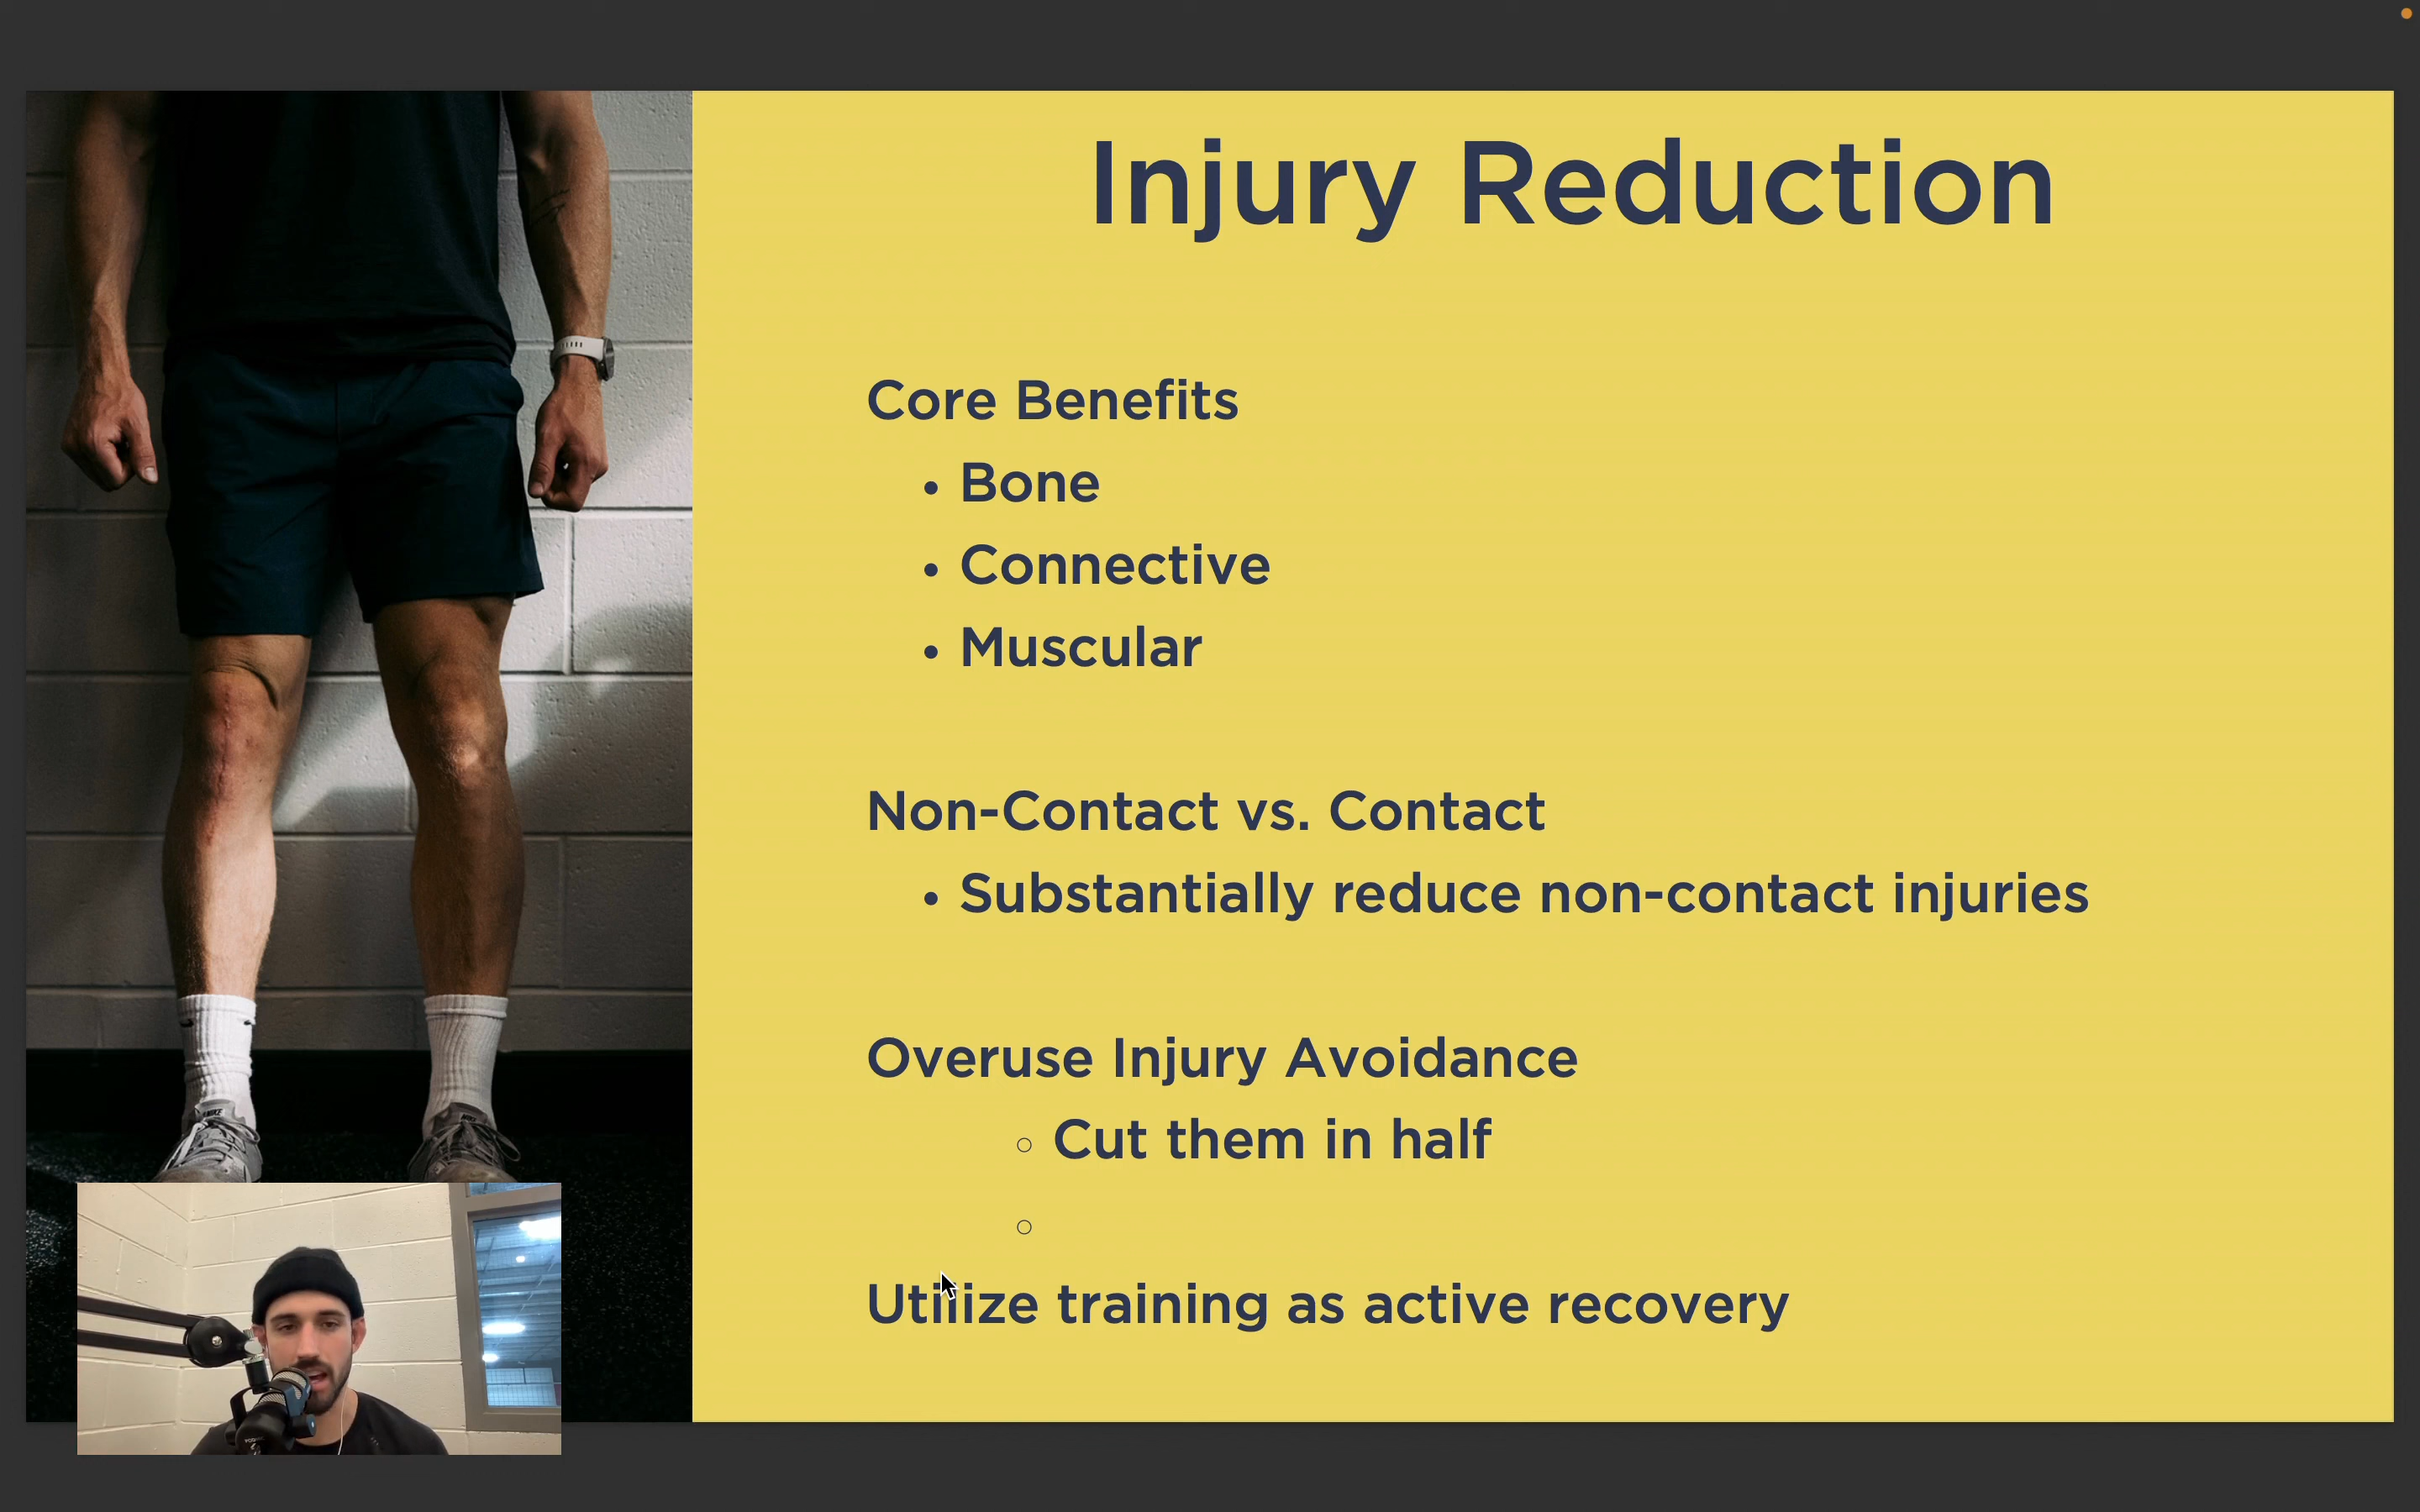 Injury Reduction
Core Benefits
• Bone
• Connective
• Muscular
Non-Contact vs. Contact
• Substantially reduce non-contact injuries
Overuse Injury Avoidance
○ Cut them in half
○
Utilize training as active recovery